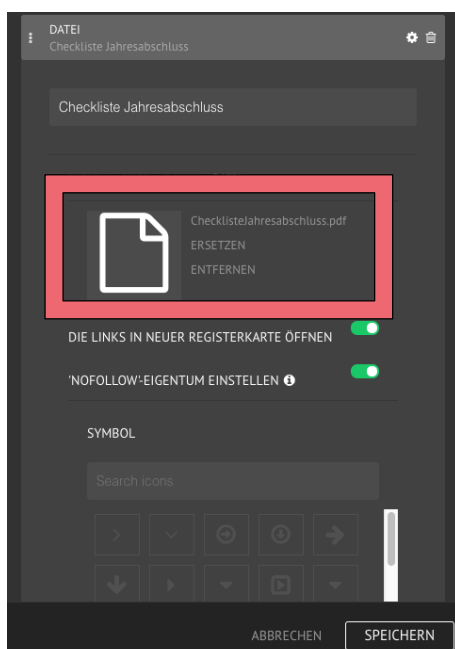 DATEI
Checkliste Jahresabschluss
Checkliste Jahresabschluss
ChecklisteJahresabschluss.pdf
ERSETZEN
ENTFERNEN
DIE LINKS IN NEUER REGISTERKARTE ÖFFNEN
'NOFOLLOW'-EIGENTUM EINSTELLEN
SYMBOL
Search icons
ABBRECHEN
SPEICHERN